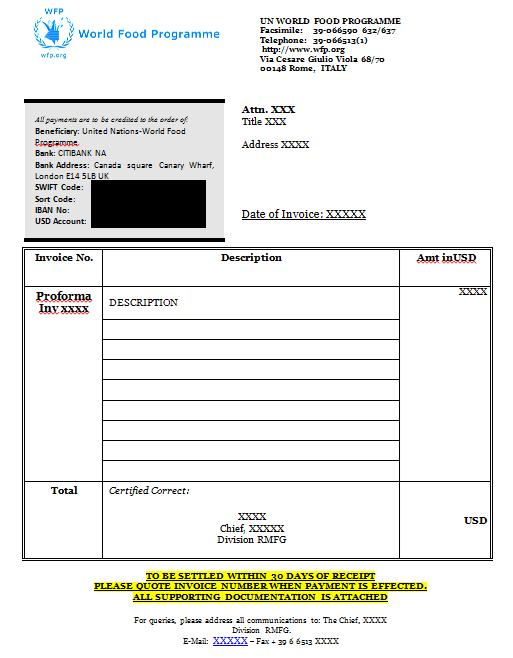 WFP
World Food Programme
wfp.org
UN WORLD FOOD PROGRAMME
Facsimile: 39-066590 632/637
Telephone: 39-066513(1)
http://www.wfp.org
Via Cesare Giulio Viola 68/70
00148 Rome, ITALY
All payments are to be credited to the order of:
Beneficiary: United Nations-World Food
Programme
Bank: CITIBANK NA
Bank Address: Canada square Canary Wharf,
London E14 5LB UK
SWIFT Code:
Sort Code:
IBAN No:
USD Account:
Attn. XXX
Title XXX
Address XXXX
Date of Invoice: XXXXX
Invoice No. Description Amt inUSD
Proforma
Inv xxxx
DESCRIPTION
XXXX
Total
Certified Correct:
XXXX
Chief, XXXXX
Division RMFG
USD
TO BE SETTLED WITHIN 30 DAYS OF RECEIPT
PLEASE QUOTE INVOICE NUMBER WHEN PAYMENT IS EFFECTED.
ALL SUPPORTING DOCUMENTATION IS ATTACHED
For queries, please address all communications to: The Chief, XXXX
Division RMFG.
E-Mail: XXXXX – Fax + 39 6 6513 XXXX